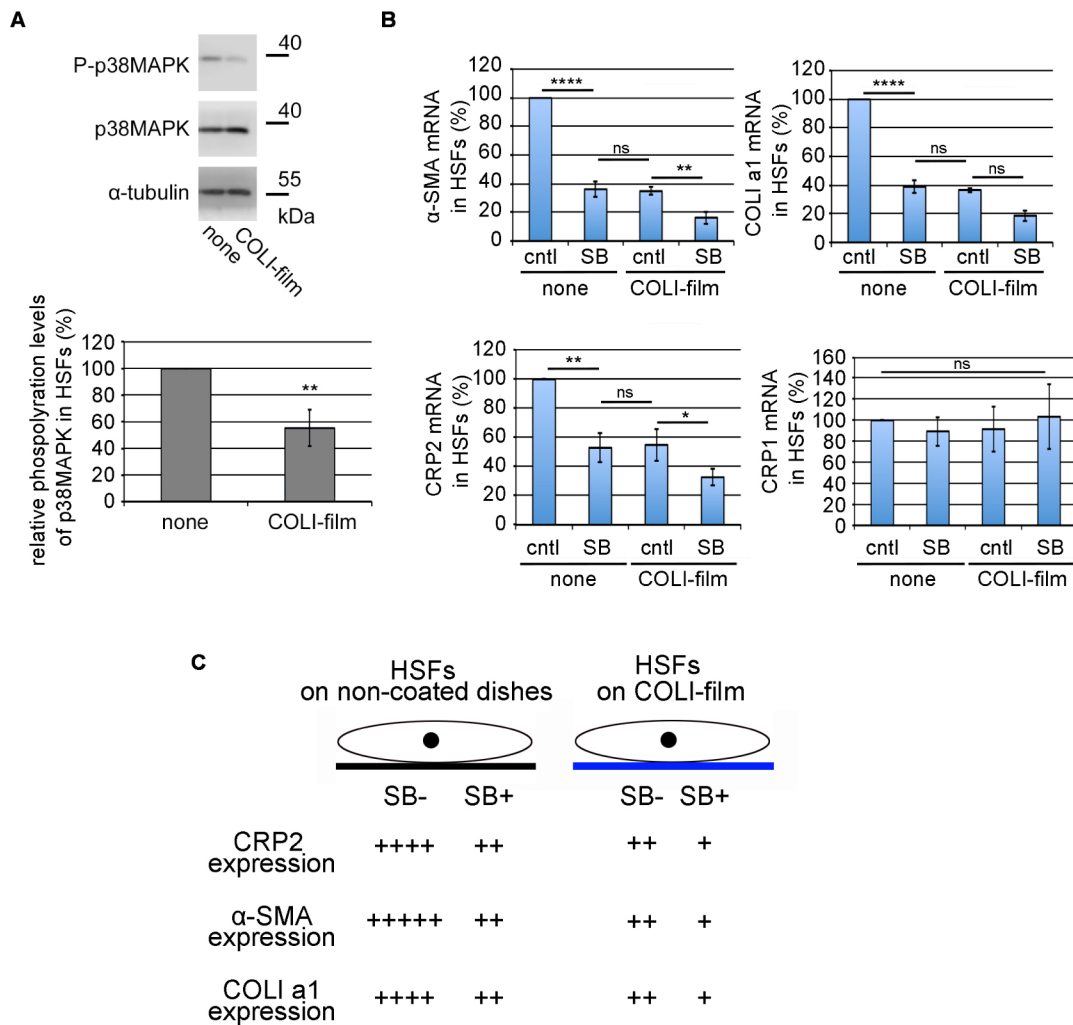 A
P-p38MAPK
40
p38MAPK
40
α-tubulin
55
kDa
none
COLI-film
relative phospolyration levels
of p38MAPK in HSFs (%)
120
100
80
60
40
20
0
**
none
COLI-film
B
α-SMA mRNA
in HSFs (%)
120
100
80
60
40
20
0
****
ns
**
cntl SB cntl SB
none COLI-film
COLI a1 mRNA
in HSFs (%)
120
100
80
60
40
20
0
****
ns
ns
cntl SB cntl SB
none COLI-film
CRP2 mRNA
in HSFs (%)
120
100
80
60
40
20
0
**
ns
*
cntl SB cntl SB
none COLI-film
CRP1 mRNA
in HSFs (%)
160
140
120
100
80
60
40
20
0
ns
cntl SB cntl SB
none COLI-film
C
HSFs
on non-coated dishes
HSFs
on COLI-film
SB- SB+ SB- SB+
CRP2
expression
++++ ++ ++ +
α-SMA
expression
+++++ ++ ++ +
COLI a1
expression
++++ ++ ++ +